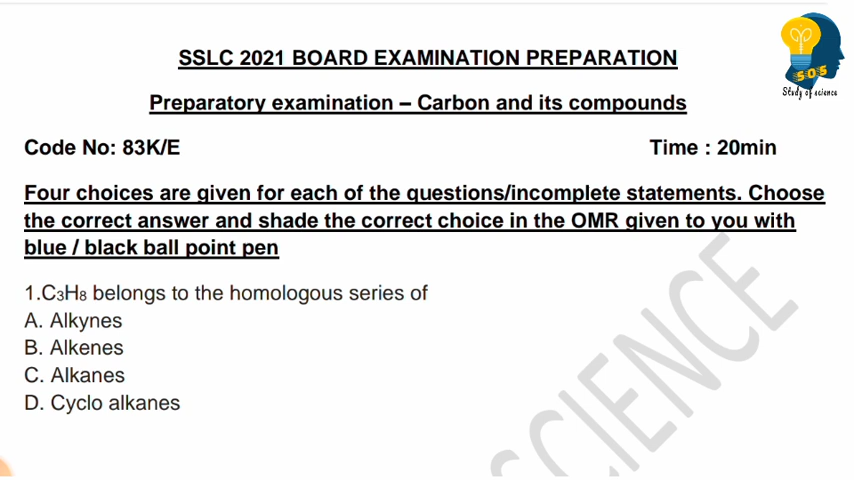 SSLC 2021 BOARD EXAMINATION PREPARATION
S.O.S
Study of science
Preparatory examination – Carbon and its compounds
Code No: 83K/E Time : 20min
Four choices are given for each of the questions/incomplete statements. Choose
the correct answer and shade the correct choice in the OMR given to you with
blue / black ball point pen
1.C3H8 belongs to the homologous series of
A. Alkynes
B. Alkenes
C. Alkanes
D. Cyclo alkanes
SCIENCE